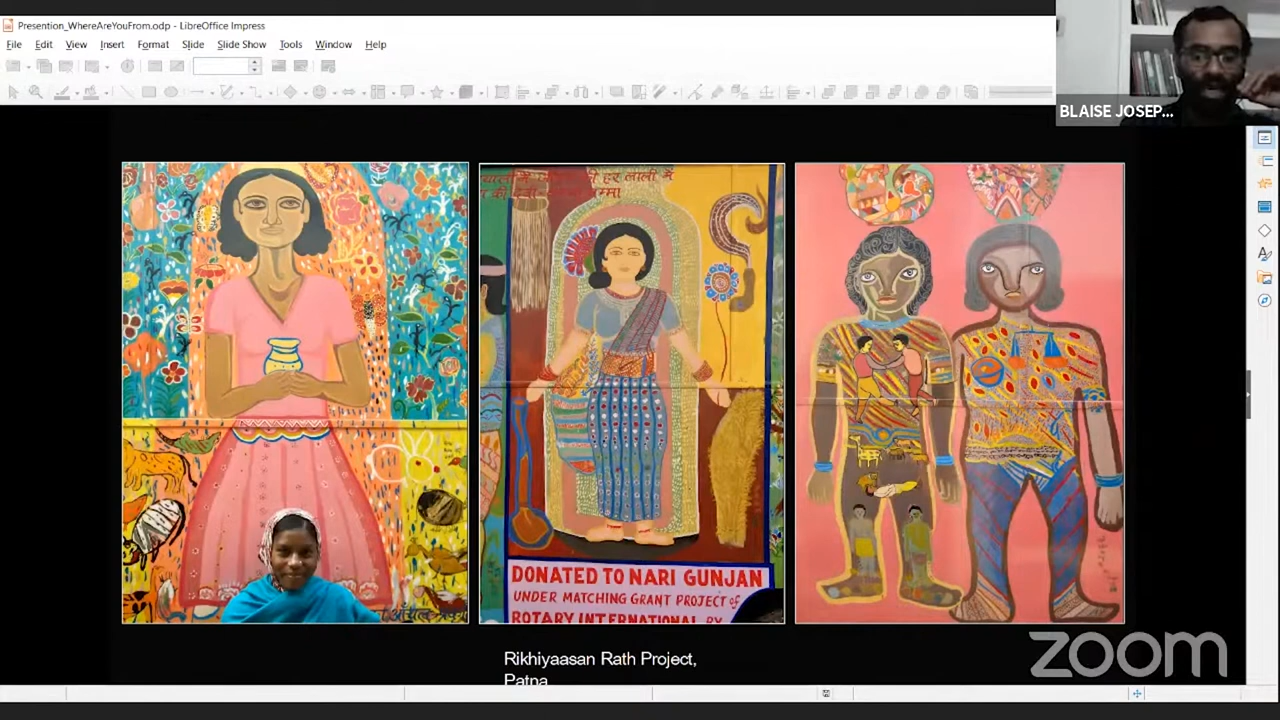 Presention_WhereAreYouFrom.odp - LibreOffice Impress
File Edit View Insert Format Slide Slide Show Tools Window Help
BLAISE JOSEP...
हर लाली में
DONATED TO NARI GUNJAN
UNDER MATCHING GRANT PROJECT of
ROTARY INTERNATIONAL BY
Rikhiyaasan Rath Project,
Patna
zoom